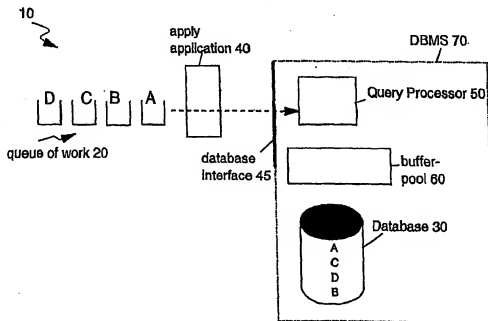 10
apply
application 40
DBMS 70
D C B A
Query Processor 50
queue of work 20
database
interface 45
buffer-
pool 60
Database 30
A
C
D
B